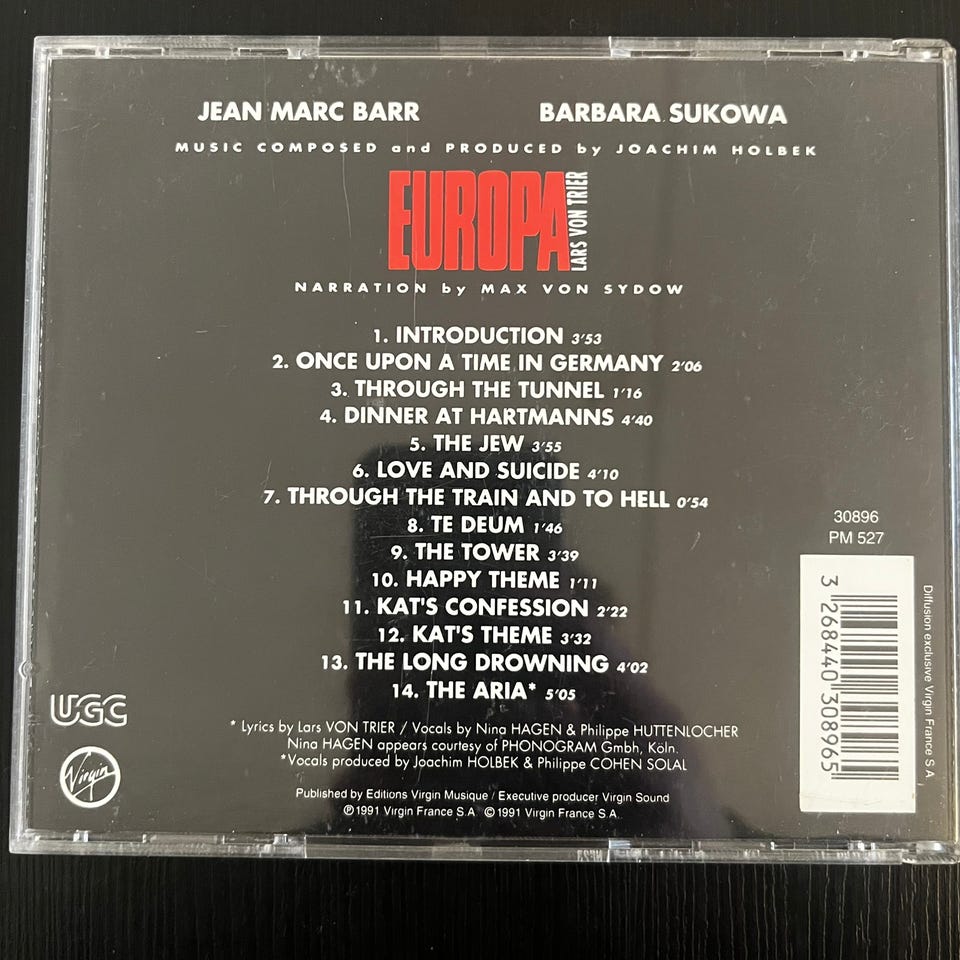 JEAN MARC BARR BARBARA SUKOWA
MUSIC COMPOSED and PRODUCED by JOACHIM HOLBEK
EUROPA LARS VON TRIER
NARRATION by MAX VON SYDOW
1. INTRODUCTION 3'53
2. ONCE UPON A TIME IN GERMANY 2'06
3. THROUGH THE TUNNEL 1'16
4. DINNER AT HARTMANNS 4'40
5. THE JEW 3'55
6. LOVE AND SUICIDE 4'10
7. THROUGH THE TRAIN AND TO HELL 0'54
8. TE DEUM 1'46
9. THE TOWER 3'39
10. HAPPY THEME 1'11
11. KAT'S CONFESSION 2'22
12. KAT'S THEME 3'32
13. THE LONG DROWNING 4'02
14. THE ARIA* 5'05
* Lyrics by Lars VON TRIER / Vocals by Nina HAGEN & Philippe HUTTENLOCHER
Nina HAGEN appears courtesy of PHONOGRAM Gmbh, Köln.
*Vocals produced by Joachim HOLBEK & Philippe COHEN SOLAL
Published by Editions Virgin Musique / Executive producer Virgin Sound
℗ 1991 Virgin France S.A. © 1991 Virgin France S.A.
UGC
Virgin
30896
PM 527
3 268440 308965
Diffusion exclusive Virgin France S.A.